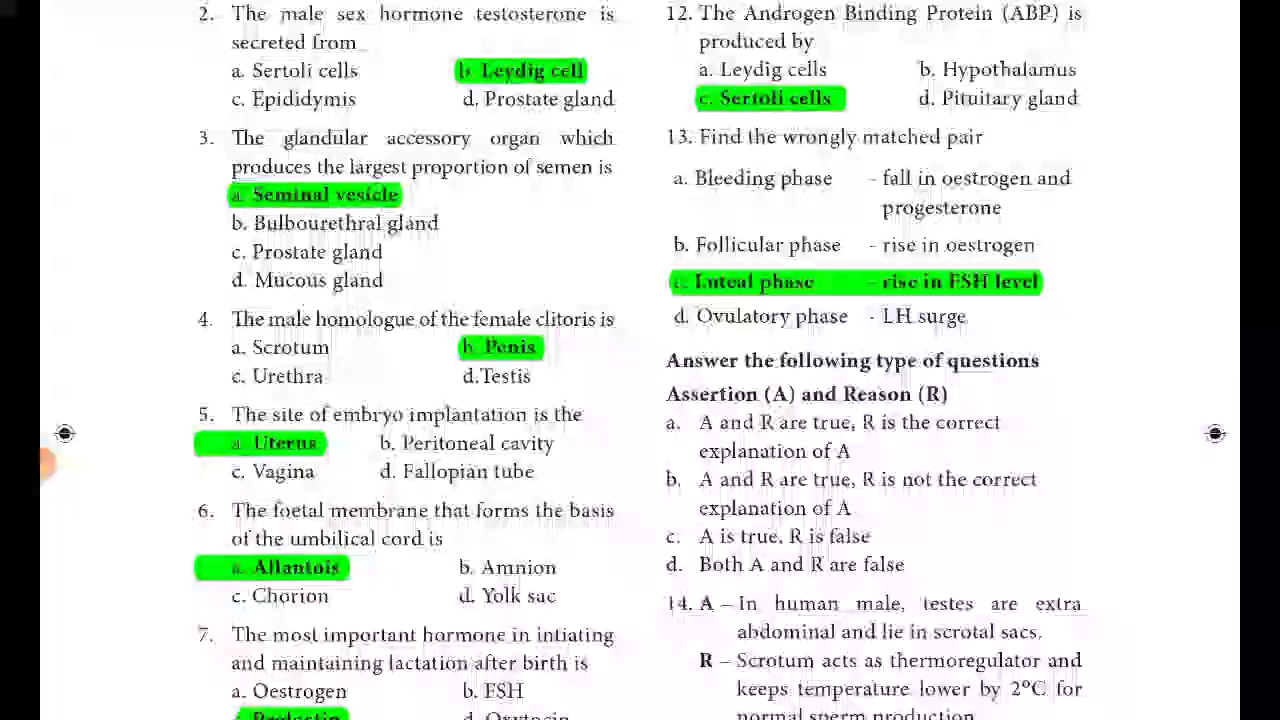 2. The male sex hormone testosterone is
secreted from
a. Sertoli cells b. Leydig cell
c. Epididymis d. Prostate gland
3. The glandular accessory organ which
produces the largest proportion of semen is
a. Seminal vesicle
b. Bulbourethral gland
c. Prostate gland
d. Mucous gland
4. The male homologue of the female clitoris is
a. Scrotum b. Penis
c. Urethra d.Testis
5. The site of embryo implantation is the
a. Uterus b. Peritoneal cavity
c. Vagina d. Fallopian tube
6. The foetal membrane that forms the basis
of the umbilical cord is
a. Allantois b. Amnion
c. Chorion d. Yolk sac
7. The most important hormone in intiating
and maintaining lactation after birth is
a. Oestrogen b. FSH
c. Prolactin d. Oxytocin
12. The Androgen Binding Protein (ABP) is
produced by
a. Leydig cells b. Hypothalamus
c. Sertoli cells d. Pituitary gland
13. Find the wrongly matched pair
a. Bleeding phase - fall in oestrogen and
progesterone
b. Follicular phase - rise in oestrogen
c. Luteal phase - rise in FSH level
d. Ovulatory phase - LH surge
Answer the following type of questions
Assertion (A) and Reason (R)
a. A and R are true, R is the correct
explanation of A
b. A and R are true, R is not the correct
explanation of A
c. A is true, R is false
d. Both A and R are false
14. A – In human male, testes are extra
abdominal and lie in scrotal sacs.
R – Scrotum acts as thermoregulator and
keeps temperature lower by 2°C for
normal sperm production